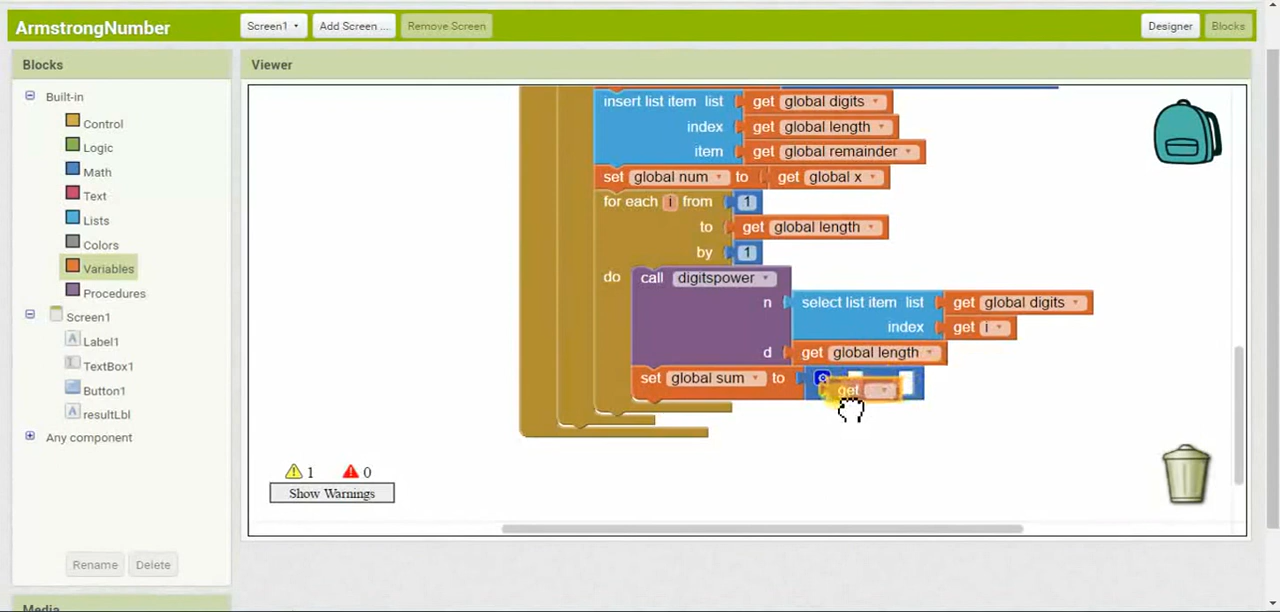 ArmstrongNumber
Screen1
Add Screen ...
Remove Screen
Designer
Blocks
Blocks
Viewer
Built-in
Control
Logic
Math
Text
Lists
Colors
Variables
Procedures
Screen1
Label1
TextBox1
Button1
resultLbl
Any component
Rename
Delete
Media
insert list item list get global digits
index get global length
item get global remainder
set global num to get global x
for each i from 1
to get global length
by 1
do call digitspower
n select list item list get global digits
index get i
d get global length
set global sum to
get
1 0
Show Warnings